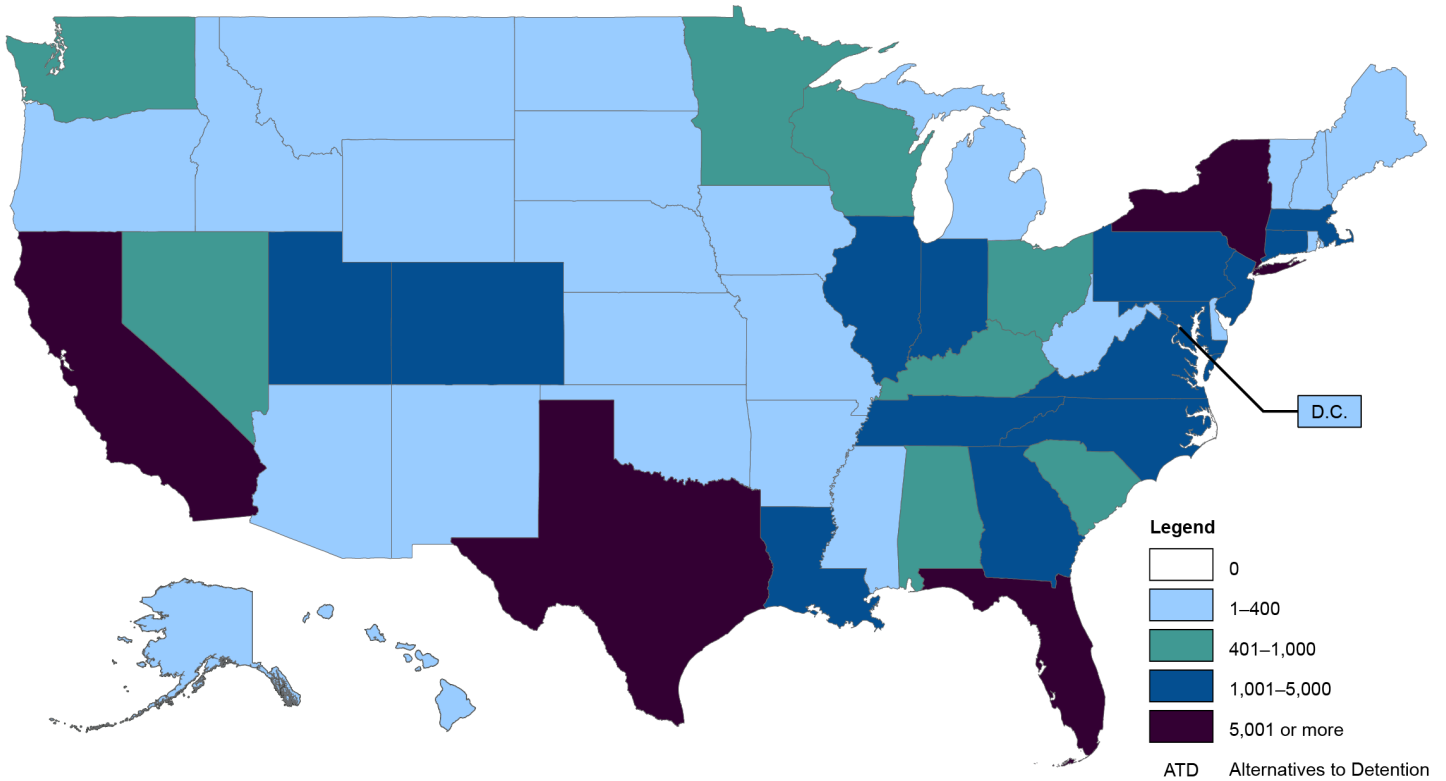 D.C.
Legend
0
1–400
401–1,000
1,001–5,000
5,001 or more
ATD Alternatives to Detention